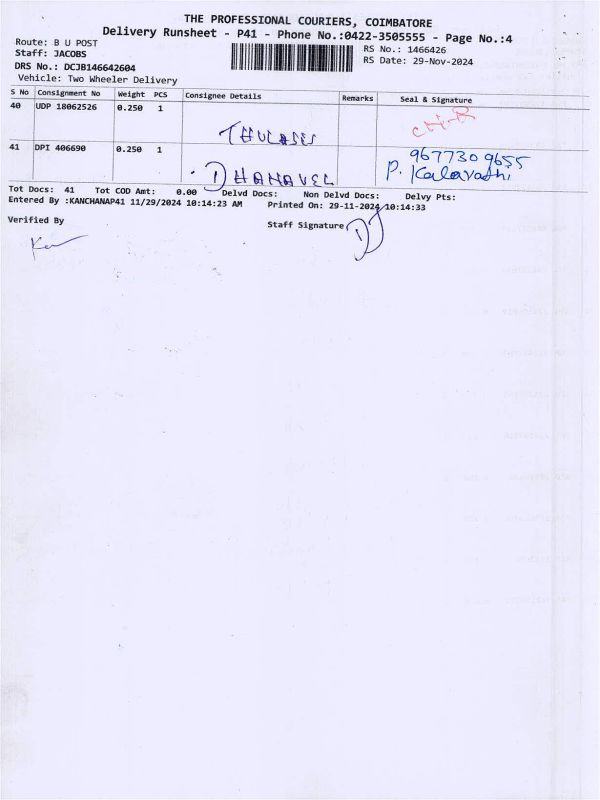 THE PROFESSIONAL COURIERS, COIMBATORE
Delivery Runsheet - P41 - Phone No.:0422-3505555 - Page No.:4
Route: B U POST
RS No.: 1466426
Staff: JACOBS
RS Date: 29-Nov-2024
DRS No.: DCJB146642604
Vehicle: Two Wheeler Delivery
S No Consignment No Weight PCS Consignee Details Remarks Seal & Signature
40 UDP 18062526 0.250 1
41 DPI 406690 0.250 1 DHANAVEL 9677309655
P. Kalavathi
Tot Docs: 41 Tot COD Amt: 0.00 Delvd Docs: Non Delvd Docs: Delvy Pts:
Entered By :KANCHANAP41 11/29/2024 10:14:23 AM Printed On: 29-11-2024 10:14:33
Verified By Staff Signature